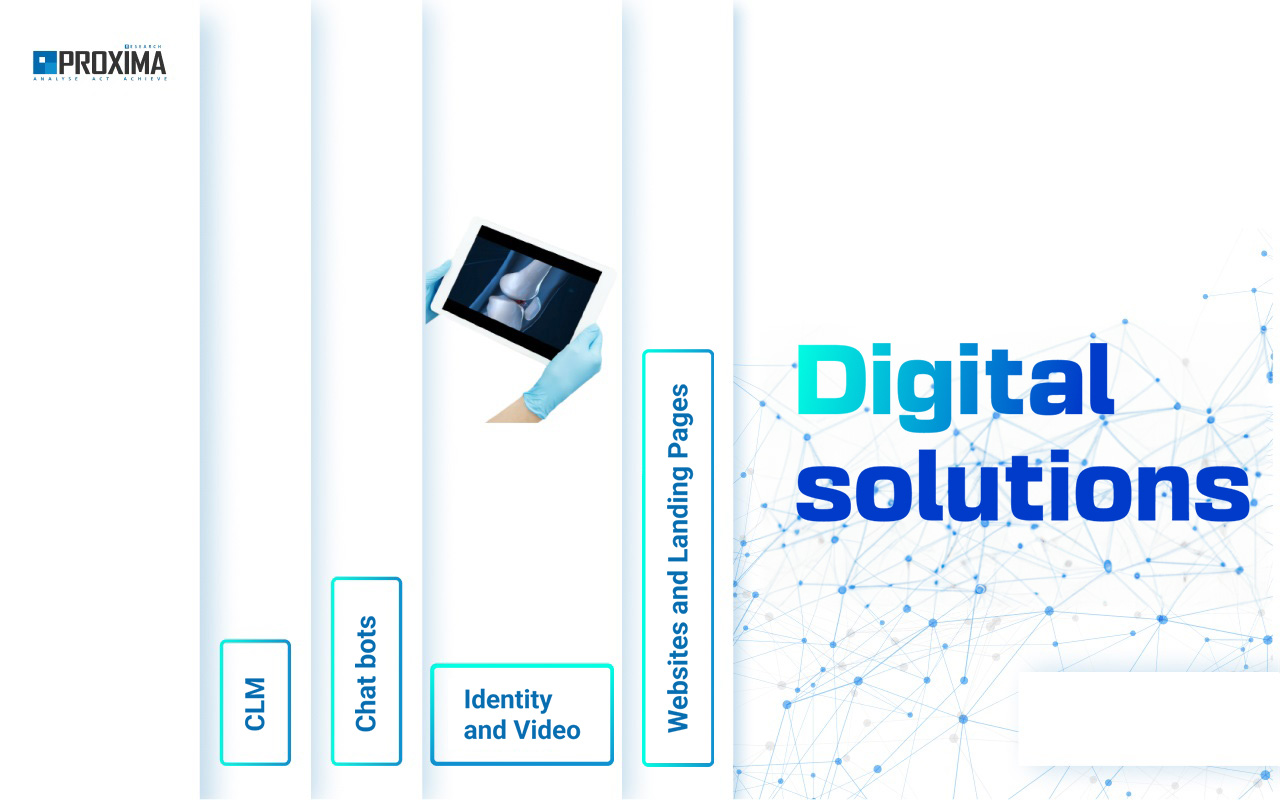 RESEARCH
PROXIMA
ANALYSE ACT ACHIEVE
CLM
Chat bots
Identity
and Video
Websites and Landing Pages
Digital
solutions